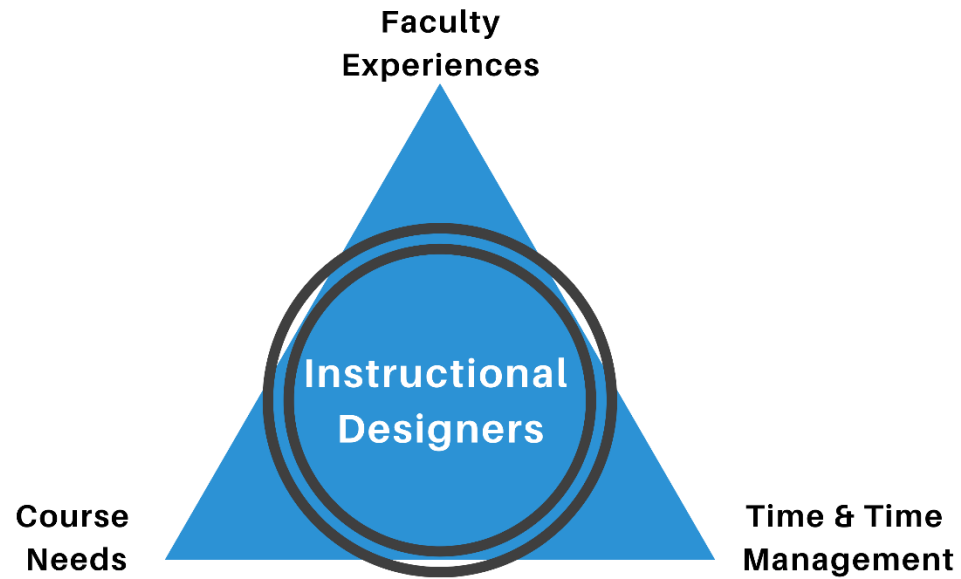 Faculty
Experiences
Instructional
Designers
Course
Needs
Time & Time
Management